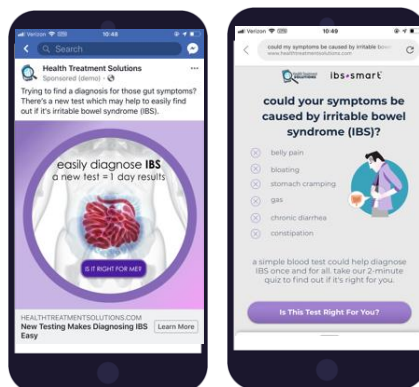 Verizon
10:49
Search
Health Treatment Solutions
Sponsored (demo) ·
Trying to find a diagnosis for those gut symptoms?
There's a new test which may help to easily find
out if it's irritable bowel syndrome (IBS).
easily diagnose IBS
a new test = 1 day results
IS IT RIGHT FOR ME?
HEALTHTREATMENTSOLUTIONS.COM
New Testing Makes Diagnosing IBS
Easy
Learn More
Verizon
10:49
could my symptoms be caused by irritable bowel
www.healthtreatmentsolutions.com
Health Treatment
SOLUTIONS
ibs-smart
could your symptoms be
caused by irritable bowel
syndrome (IBS)?
belly pain
bloating
stomach cramping
gas
chronic diarrhea
constipation
a simple blood test could help diagnose
IBS once and for all. take our 2-minute
quiz to find out if it's right for you.
Is This Test Right For You?